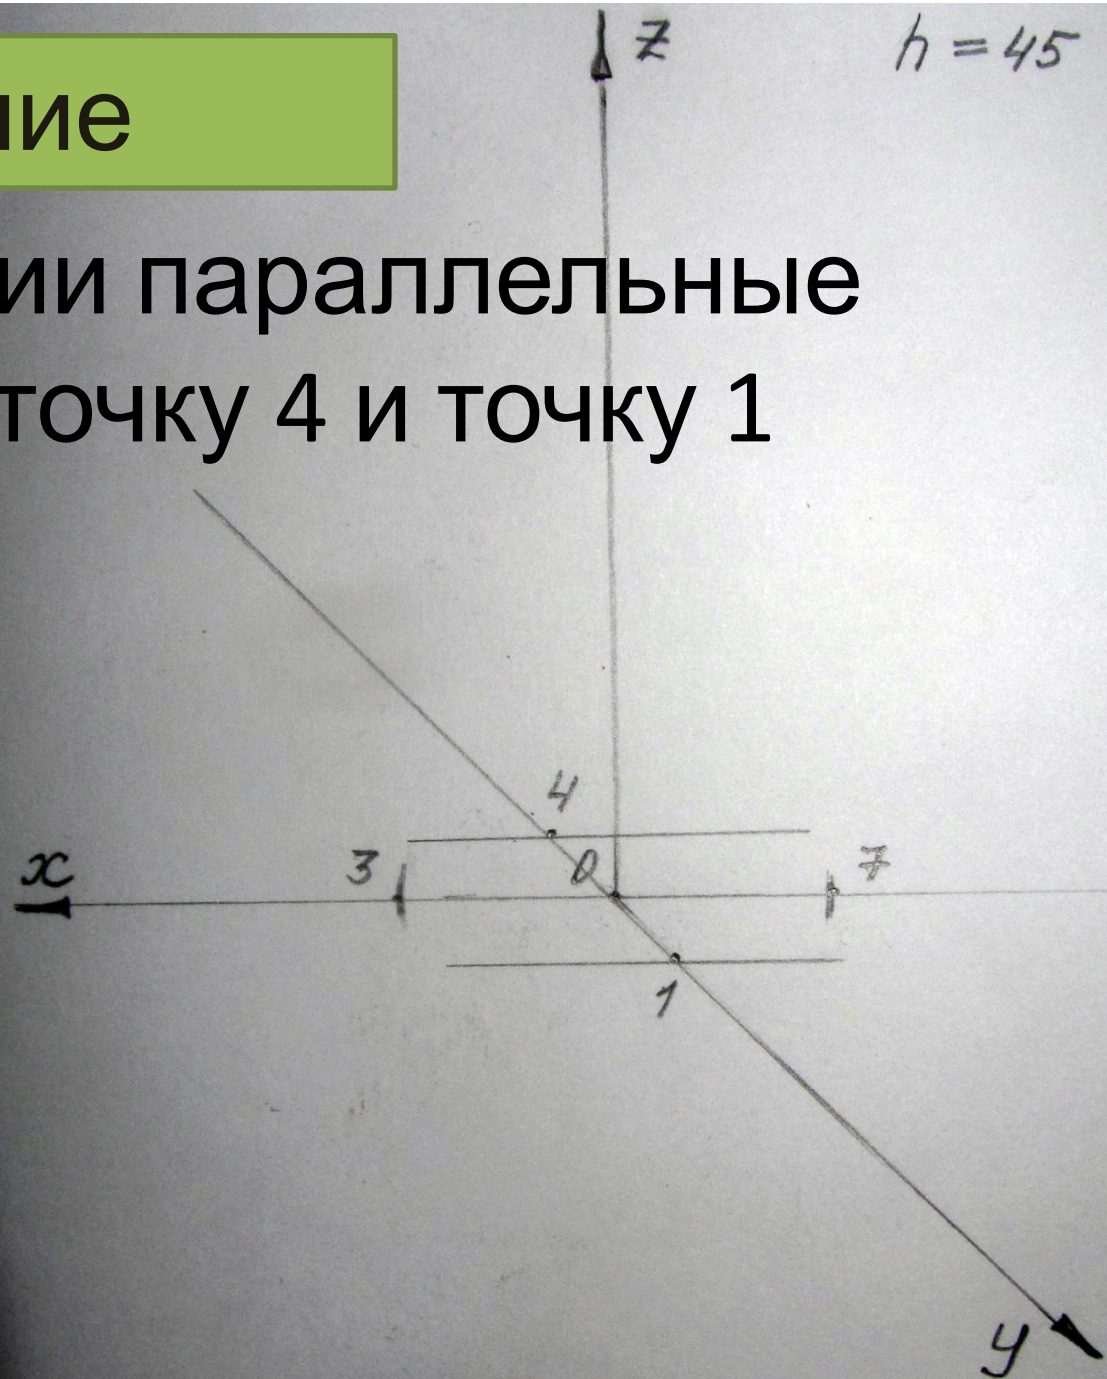 z
h = 45
ние
ии параллельные
точку 4 и точку 1
4
x
3
0
7
1
y